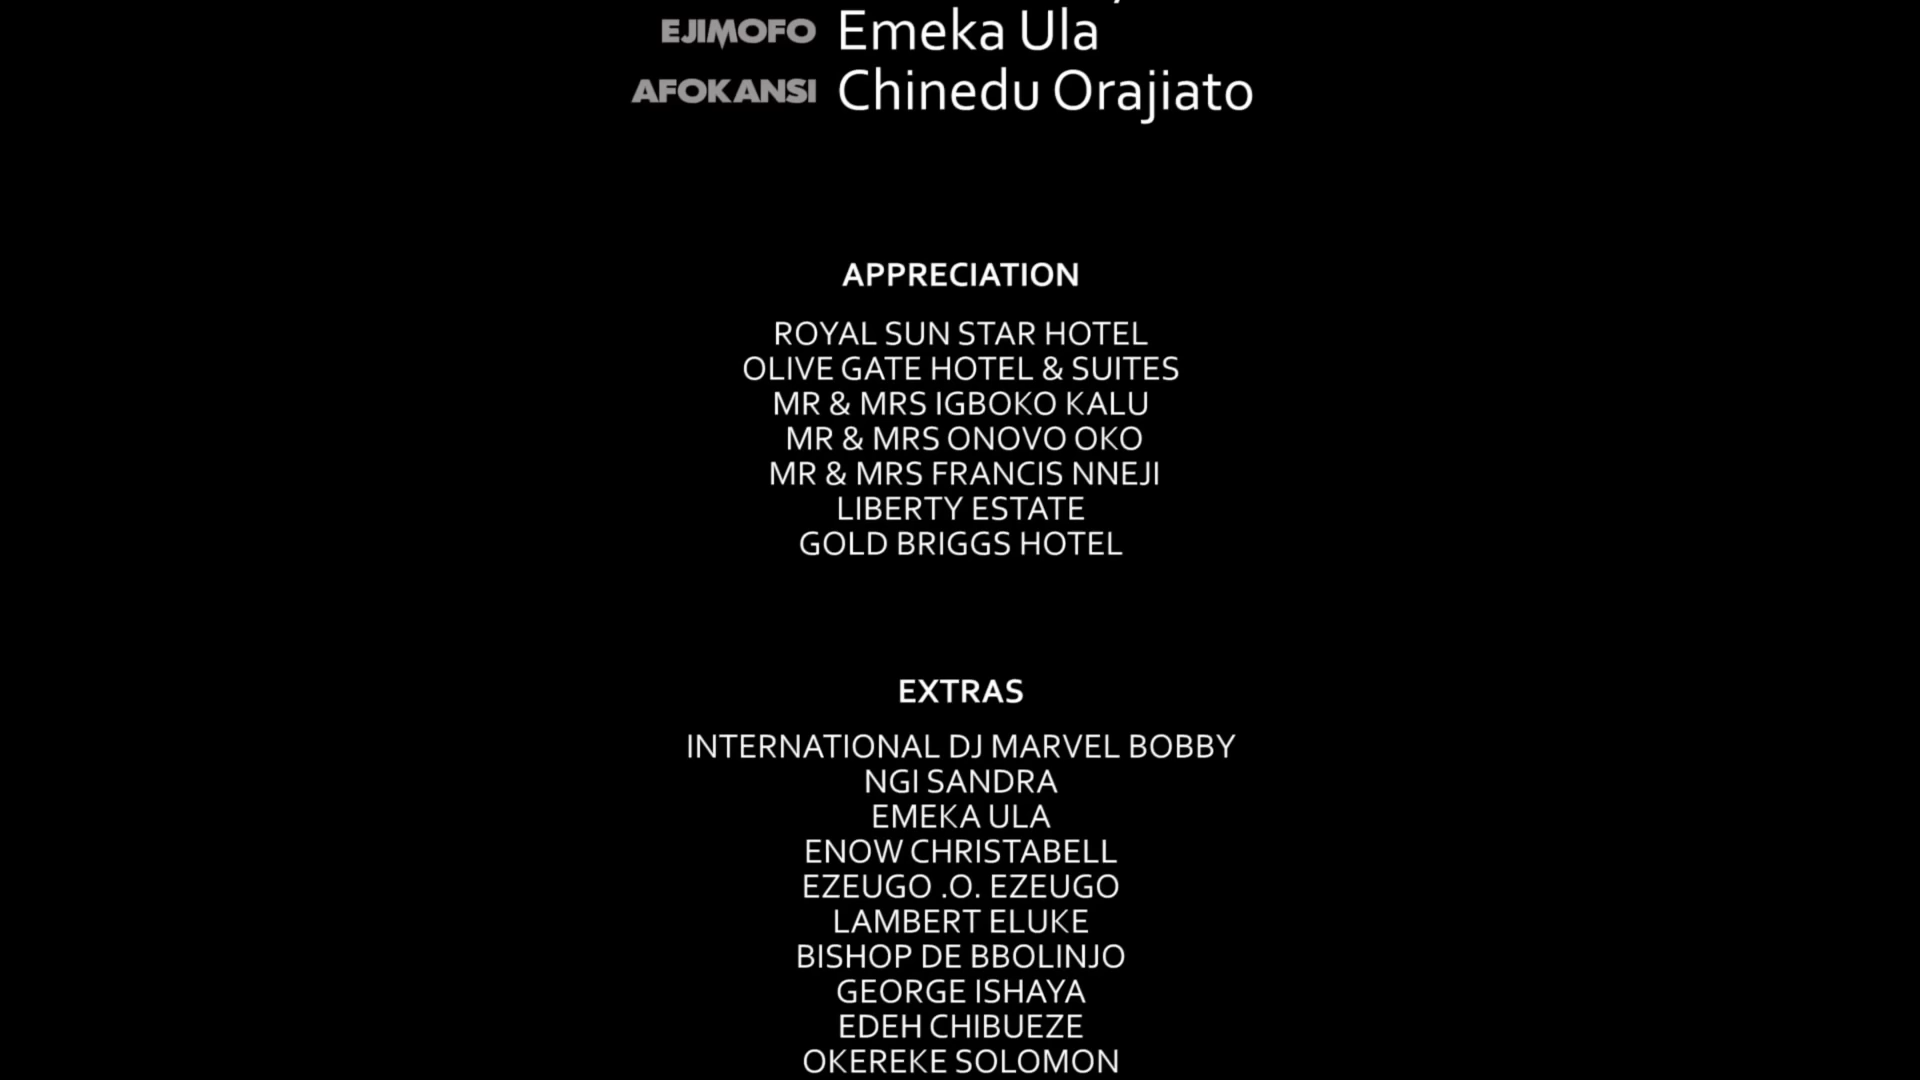 EJIMOFO Emeka Ula
AFOKANSI Chinedu Orajiato
APPRECIATION
ROYAL SUN STAR HOTEL
OLIVE GATE HOTEL & SUITES
MR & MRS IGBOKO KALU
MR & MRS ONOVO OKO
MR & MRS FRANCIS NNEJI
LIBERTY ESTATE
GOLD BRIGGS HOTEL
EXTRAS
INTERNATIONAL DJ MARVEL BOBBY
NGI SANDRA
EMEKA ULA
ENOW CHRISTABELL
EZEUGO .O. EZEUGO
LAMBERT ELUKE
BISHOP DE BBOLINJO
GEORGE ISHAYA
EDEH CHIBUEZE
OKEREKE SOLOMON